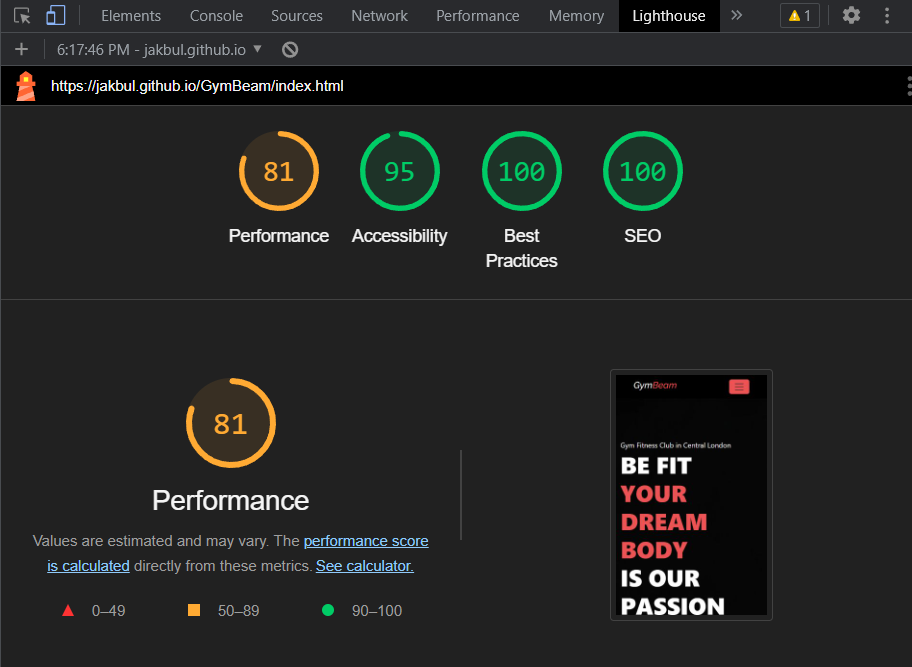 Elements Console Sources Network Performance Memory Lighthouse 1
6:17:46 PM - jakbul.github.io
https://jakbul.github.io/GymBeam/index.html
81 95 100 100
Performance Accessibility Best Practices SEO
81
Performance
Values are estimated and may vary. The performance score
is calculated directly from these metrics. See calculator.
0–49 50–89 90–100
GymBeam
Gym Fitness Club in Central London
BE FIT
YOUR
DREAM
BODY
IS OUR
PASSION